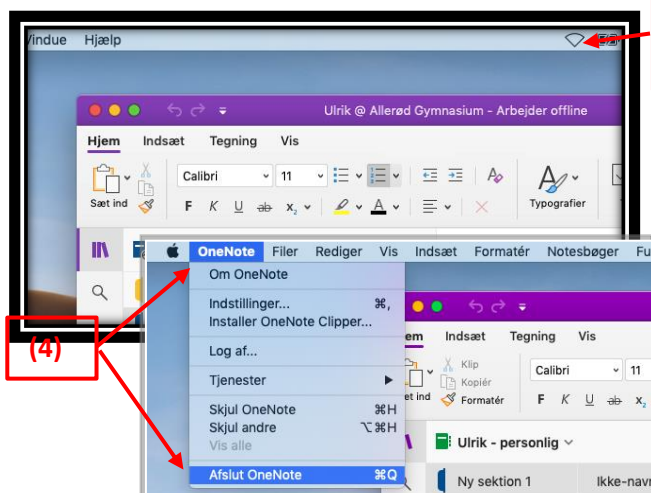 Vindue Hjælp
Ulrik @ Allerød Gymnasium – Arbejder offline
Hjem Indsæt Tegning Vis
Calibri 11
Sæt ind F K U ab x₂ A Typografier
OneNote Filer Rediger Vis Indsæt Formatér Notesbøger Fu
Om OneNote
Indstillinger... ⌘,
Installer OneNote Clipper...
Log af...
Tjenester
Skjul OneNote ⌘H
Skjul andre ⌥⌘H
Vis alle
Afslut OneNote ⌘Q
em Indsæt Tegning Vis
Klip
Kopiér
et ind Formatér
Calibri 11
F K U ab x₂
Ulrik - personlig
Ny sektion 1 Ikke-navn
(4)